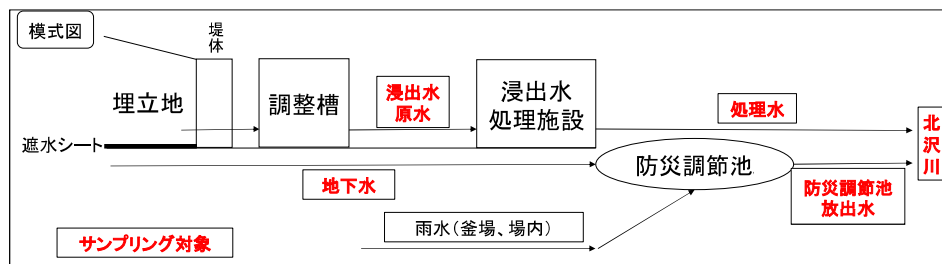 模式図
堤体
埋立地
調整槽
浸出水
原水
浸出水
処理施設
処理水
北沢川
遮水シート
地下水
防災調節池
防災調節池
放出水
雨水(釜場、場内)
サンプリング対象